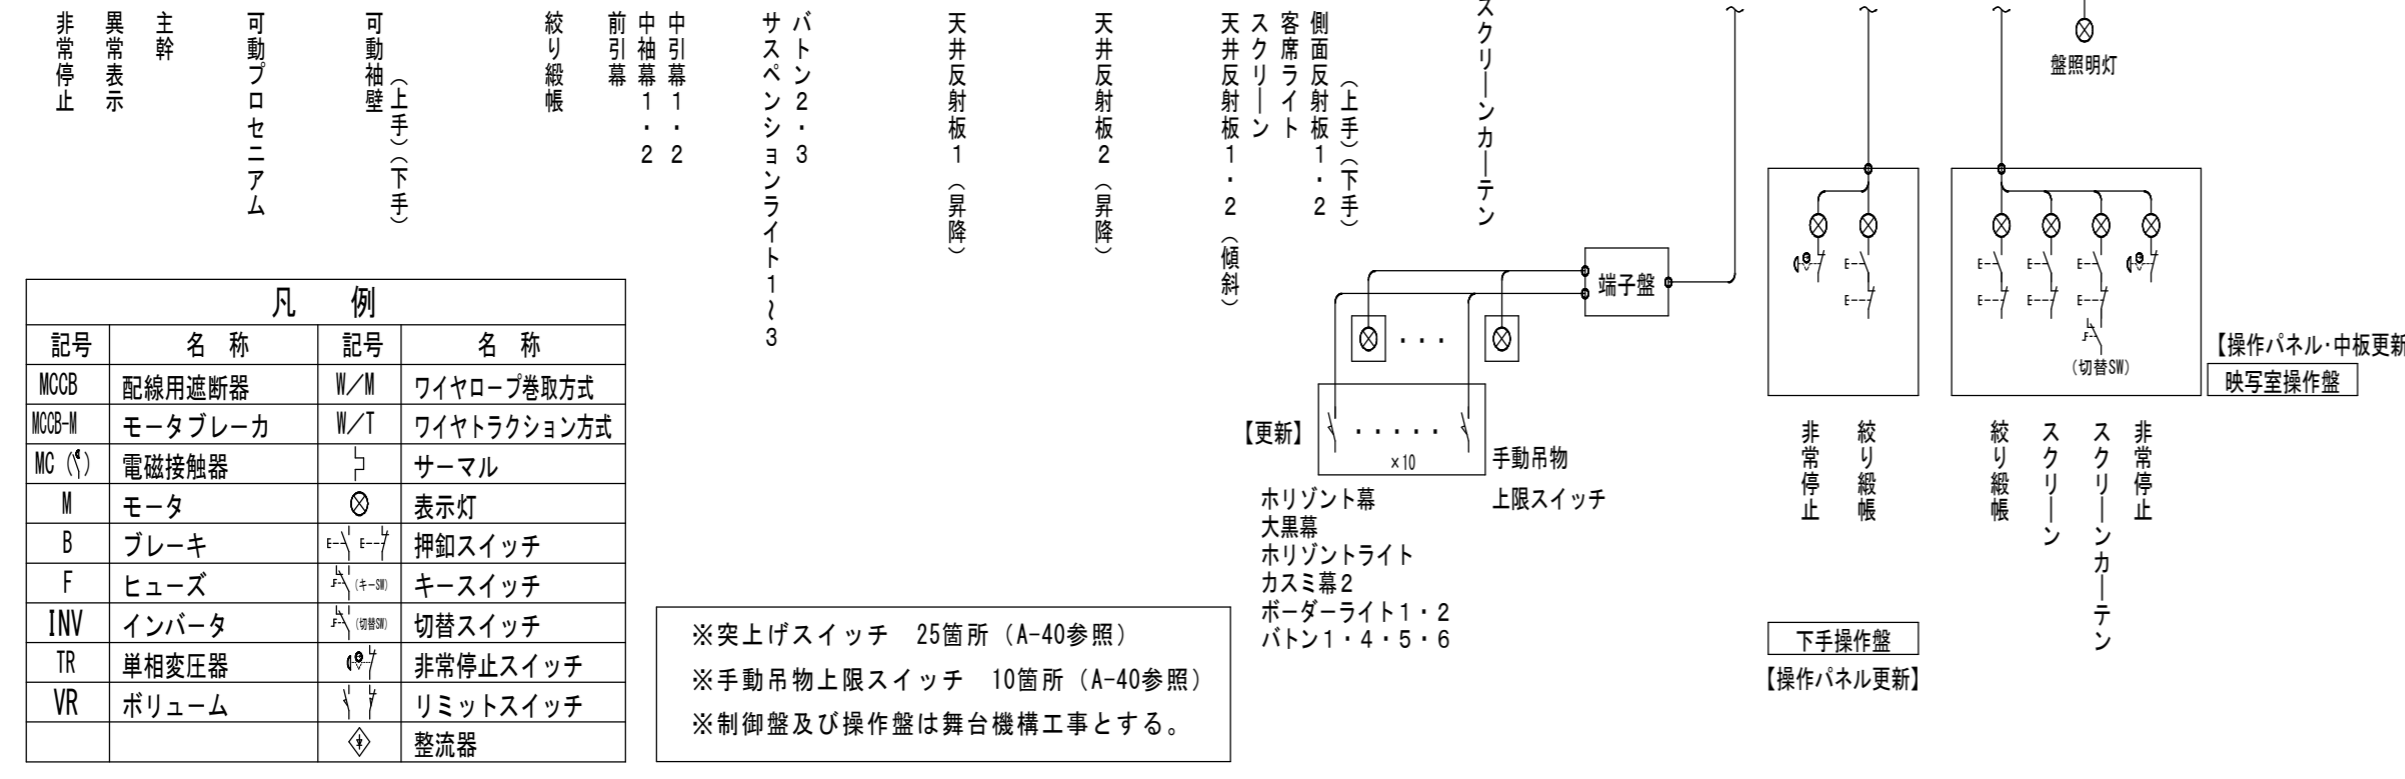 非常停止
異常表示
主幹
可動プロセニアム
可動袖壁
(上手)(下手)
絞り緞帳
前引幕
中袖幕1・2
中引幕1・2
サスペンションライト1~3
バトン2・3
天井反射板1(昇降)
天井反射板2(昇降)
天井反射板1・2(傾斜)
スクリーン
客席ライト
側面反射板1・2
(上手)(下手)
スクリーンカーテン
盤照明灯
端子盤
【更新】
×10
手動吊物
上限スイッチ
ホリゾント幕
大黒幕
ホリゾントライト
カスミ幕2
ボーダーライト1・2
バトン1・4・5・6
E E
E E E E E E E
(切替SW)
非常停止
絞り緞帳
下手操作盤
【操作パネル更新】
【操作パネル・中板更新
映写室操作盤
絞り緞帳
スクリーン
スクリーンカーテン
非常停止
凡 例
記号 名 称 記号 名 称
MCCB 配線用遮断器 W/M ワイヤロープ巻取方式
MCCB-M モータブレーカ W/T ワイヤトラクション方式
MC ( ) 電磁接触器 サーマル
M モータ 表示灯
B ブレーキ E E 押釦スイッチ
F ヒューズ (キーSW) キースイッチ
INV インバータ (切替SW) 切替スイッチ
TR 単相変圧器 非常停止スイッチ
VR ボリューム リミットスイッチ
整流器
※突上げスイッチ 25箇所(A-40参照)
※手動吊物上限スイッチ 10箇所(A-40参照)
※制御盤及び操作盤は舞台機構工事とする。